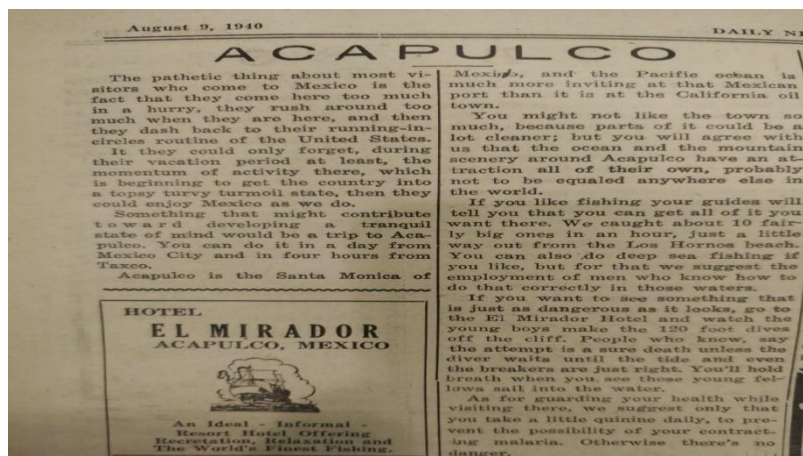 August 9, 1940
DAILY
ACAPULCO
The pathetic thing about most vi-
sitors who come to Mexico is the
fact that they come here too much
in a hurry, they rush around too
much when they are here, and then
they dash back to their running-in-
circles routine of the United States.
It they could only forget, during
their vacation period at least, the
momentum of activity there, which
is beginning to get the country into
a topsy turvy turmoil state, then they
could enjoy Mexico as we do.
Something that might contribute
toward developing a tranquil
state of mind would be a trip to Aca-
pulco. You can do it in a day from
Mexico City and in four hours from
Taxco.
Acapulco is the Santa Monica of
HOTEL
EL MIRADOR
ACAPULCO, MEXICO
An Ideal - Informal -
Resort Hotel Offering
Recretation, Relaxation and
The World's Finest Fishing.
Mexico, and the Pacific ocean is
much more inviting at that Mexican
port than it is at the California oil
town.
You might not like the town so
much, because parts of it could be a
lot cleaner; but you will agree with
us that the ocean and the mountain
scenery around Acapulco have an at-
traction all of their own, probably
not to be equaled anywhere else in
the world.
If you like fishing your guides will
tell you that you can get all of it you
want there. We caught about 10 fair-
ly big ones in an hour, just a little
way out from the Los Hornos beach.
You can also do deep sea fishing if
you like, but for that we suggest the
employment of men who know how to
do that correctly in those waters.
If you want to see something that
is just as dangerous as it looks, go to
the El Mirador Hotel and watch the
young boys make the 120 foot dives
off the cliff. People who know, say
the attempt is a sure death unless the
diver waits until the tide and even
the breakers are just right. You'll hold
breath when you see those young fel-
lows sail into the water.
As for guarding your health while
visiting there, we suggest only that
you take a little quinine daily, to pre-
vent the possibility of your contract-
ing malaria. Otherwise there's no
danger.